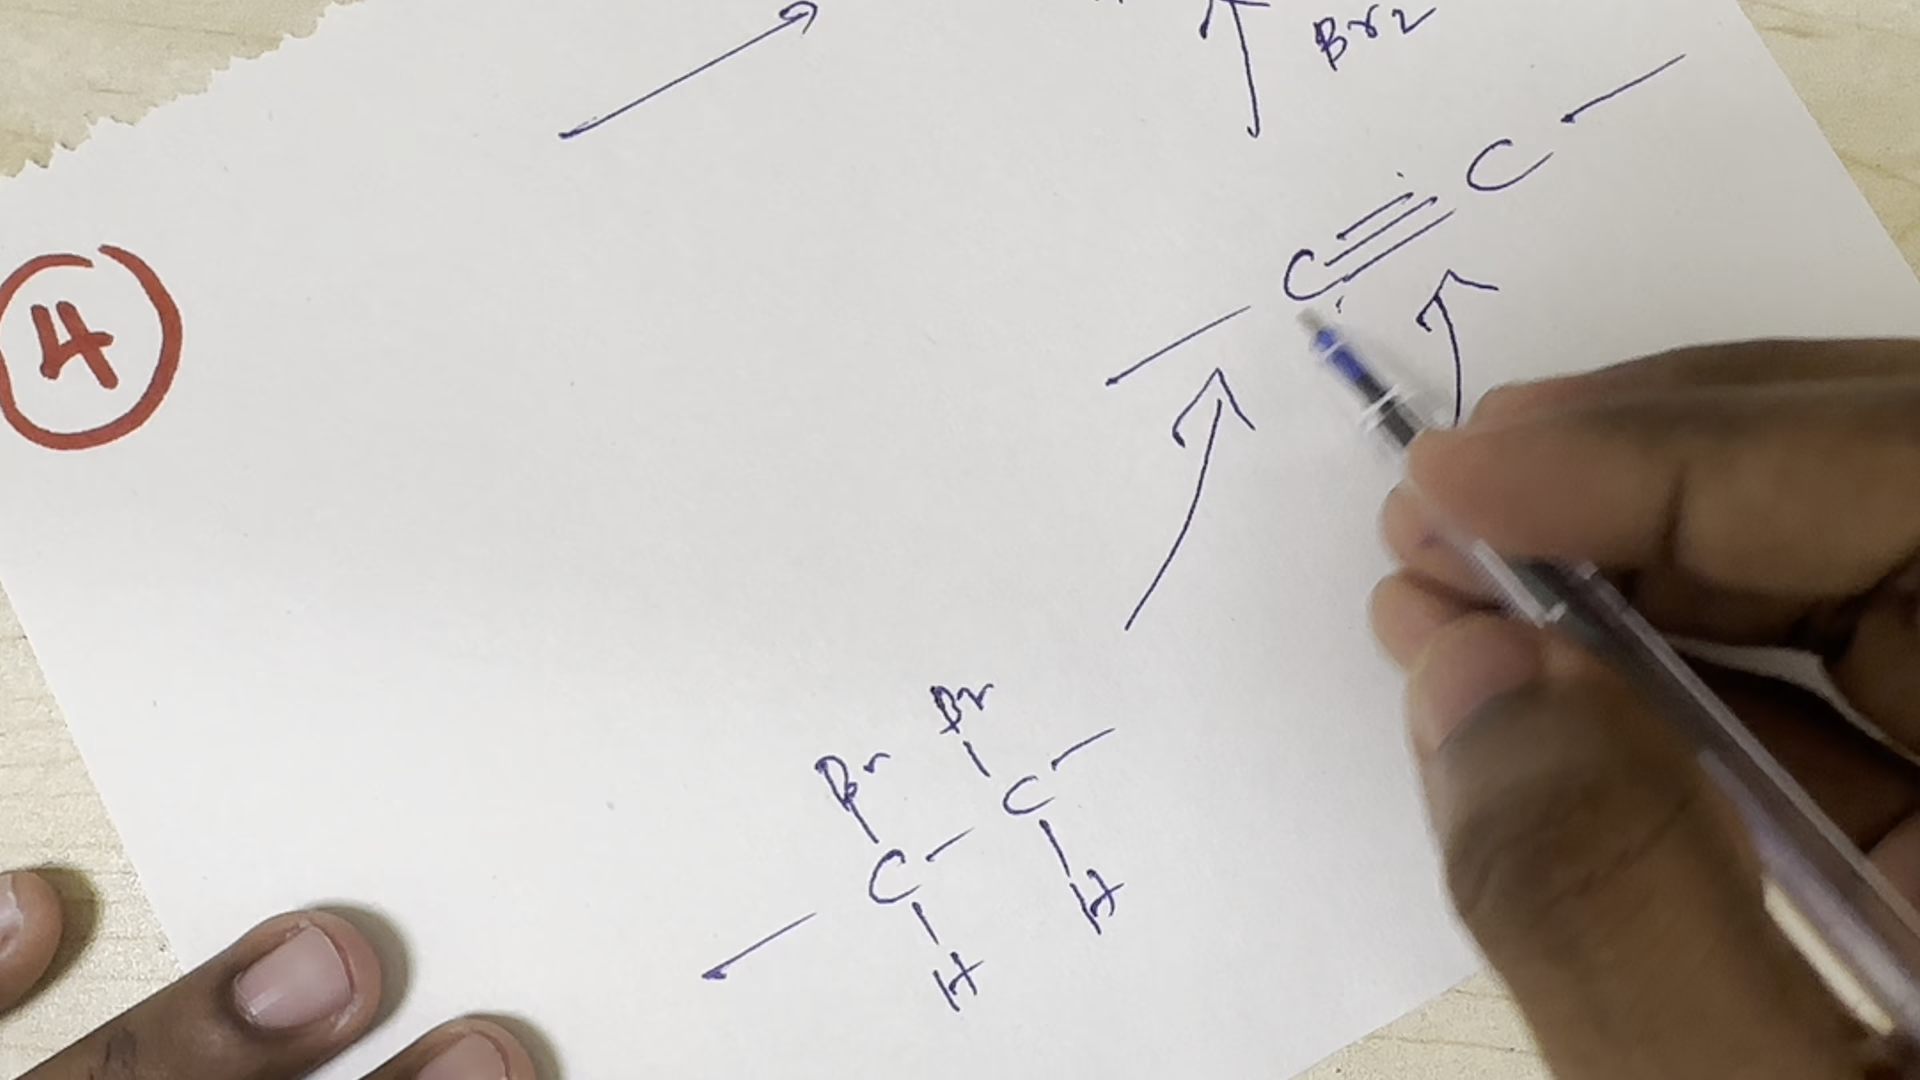 Br2
— C ≡ C —
4
Br Br
— C — C —
H H